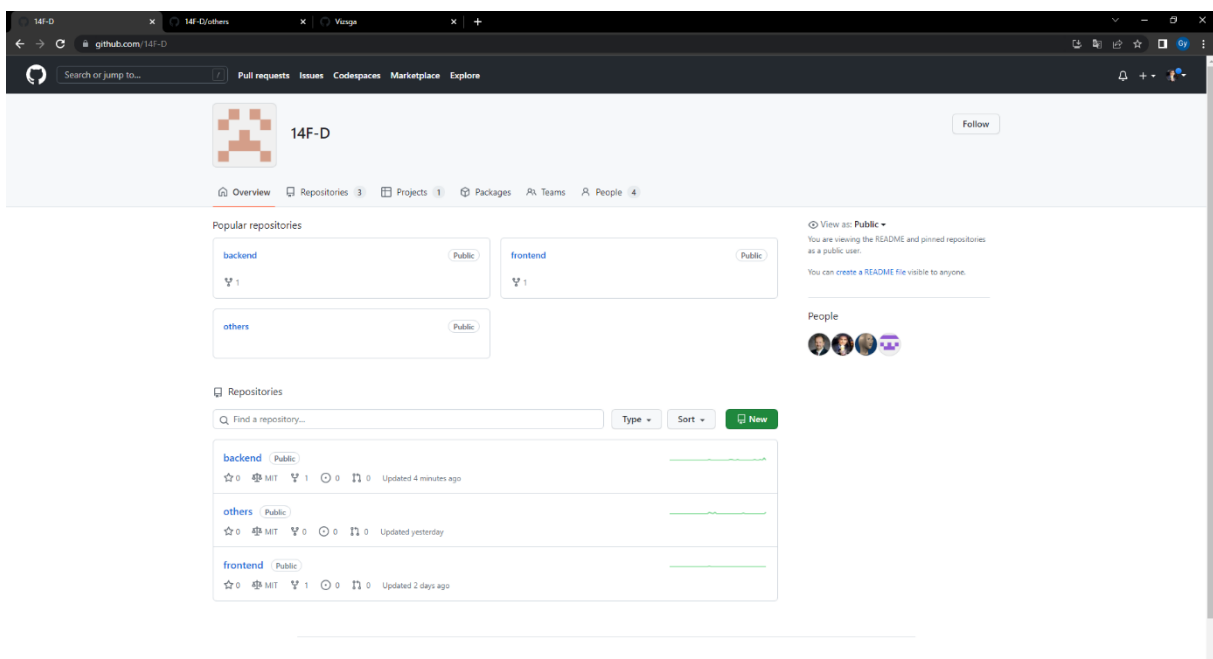 14F-D
14F-D/others
Vizsga
github.com/14F-D
Gy
Search or jump to...
/
Pull requests Issues Codespaces Marketplace Explore
14F-D
Follow
Overview Repositories 3 Projects 1 Packages Teams People 4
Popular repositories
backend Public
1
frontend Public
1
others Public
View as: Public
You are viewing the README and pinned repositories
as a public user.
You can create a README file visible to anyone.
People
Repositories
Find a repository...
Type Sort New
backend Public
0 MIT 1 0 0 Updated 4 minutes ago
others Public
0 MIT 0 0 0 Updated yesterday
frontend Public
0 MIT 1 0 0 Updated 2 days ago